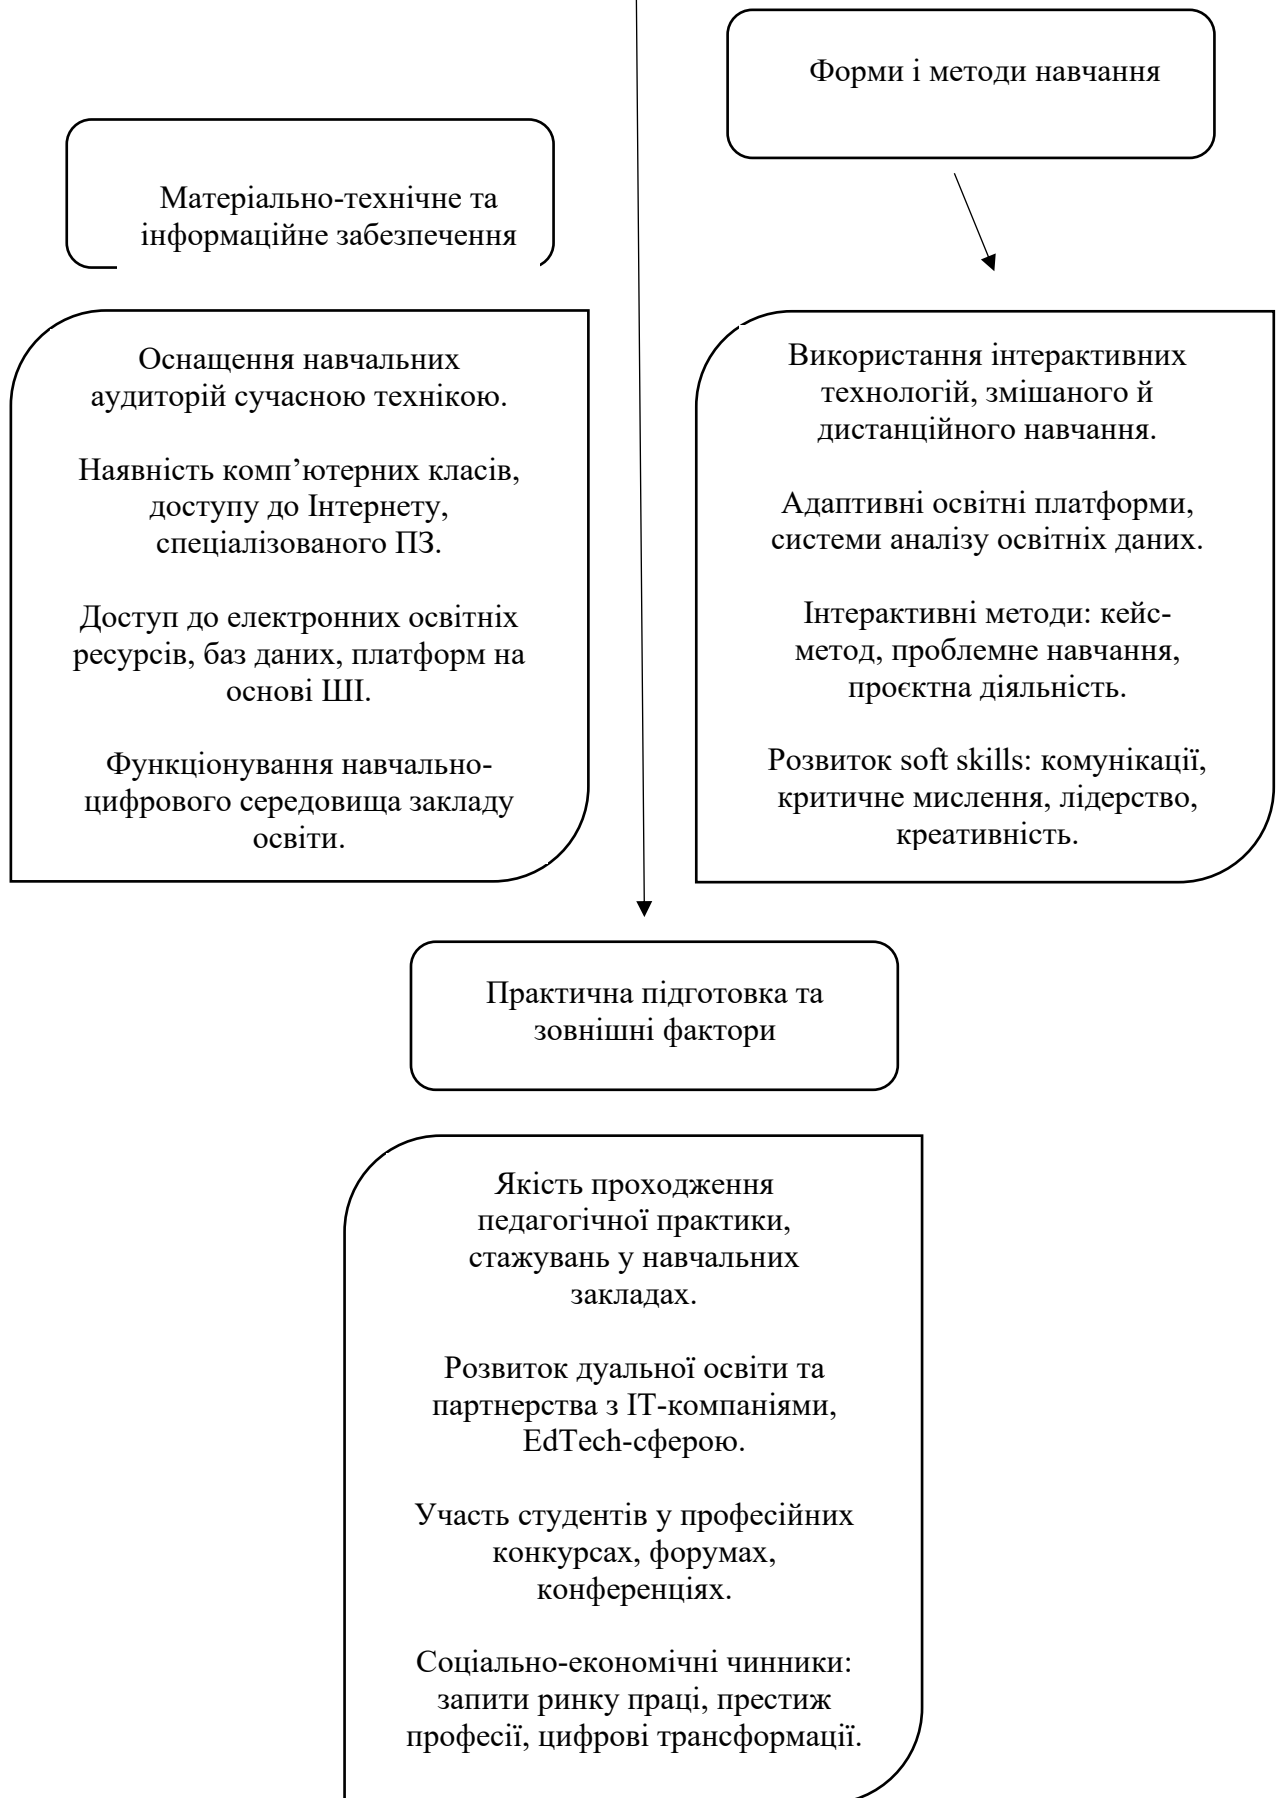 Форми і методи навчання
Матеріально-технічне та
інформаційне забезпечення
Оснащення навчальних
аудиторій сучасною технікою.
Наявність комп’ютерних класів,
доступу до Інтернету,
спеціалізованого ПЗ.
Доступ до електронних освітніх
ресурсів, баз даних, платформ на
основі ШІ.
Функціонування навчально-
цифрового середовища закладу
освіти.
Використання інтерактивних
технологій, змішаного й
дистанційного навчання.
Адаптивні освітні платформи,
системи аналізу освітніх даних.
Інтерактивні методи: кейс-
метод, проблемне навчання,
проєктна діяльність.
Розвиток soft skills: комунікації,
критичне мислення, лідерство,
креативність.
Практична підготовка та
зовнішні фактори
Якість проходження
педагогічної практики,
стажувань у навчальних
закладах.
Розвиток дуальної освіти та
партнерства з ІТ-компаніями,
EdTech-сферою.
Участь студентів у професійних
конкурсах, форумах,
конференціях.
Соціально-економічні чинники:
запити ринку праці, престиж
професії, цифрові трансформації.